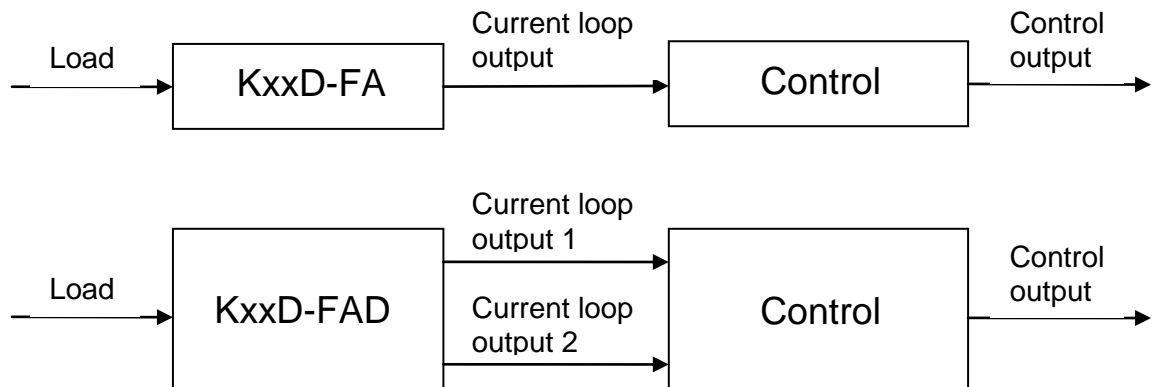 Load
KxxD-FA
Current loop
output
Control
Control
output
Load
KxxD-FAD
Current loop
output 1
Current loop
output 2
Control
Control
output